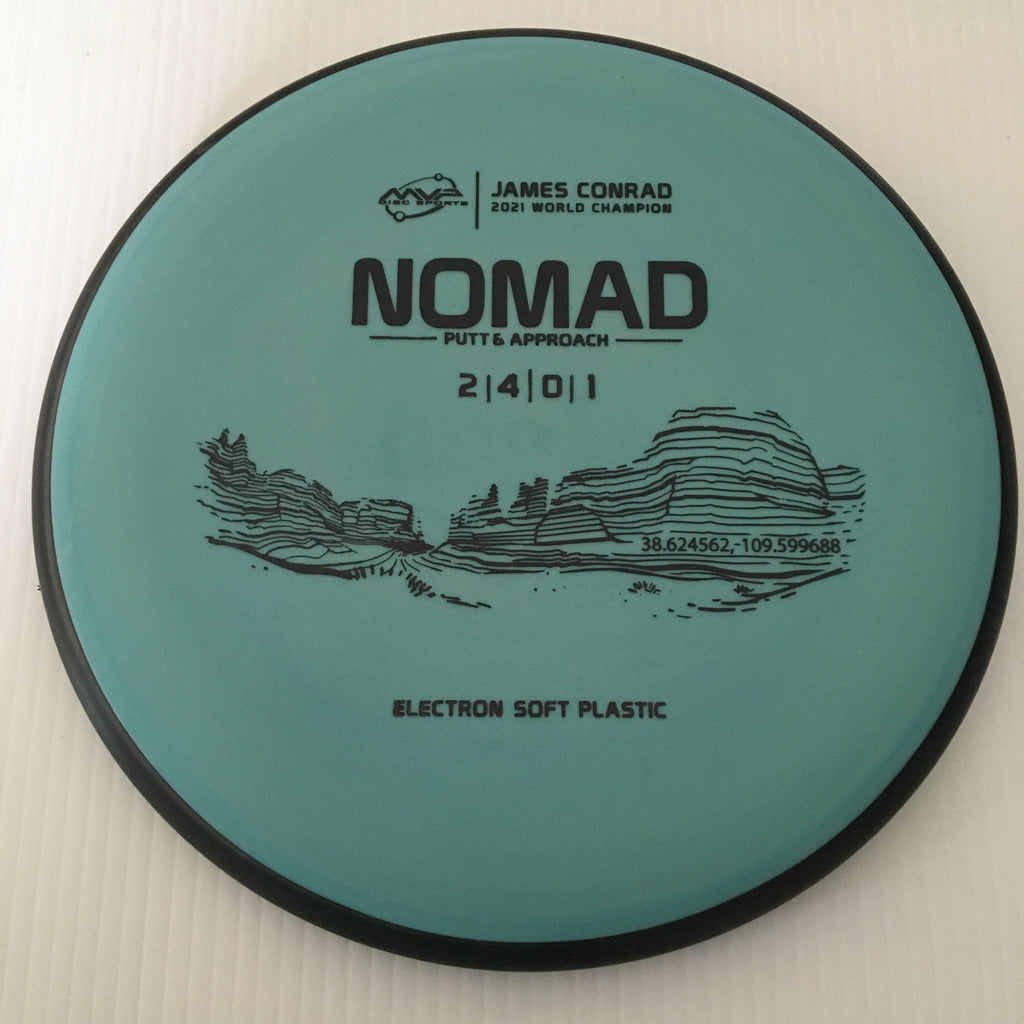 MVP
DISC SPORTS
JAMES CONRAD
2021 WORLD CHAMPION
NOMAD
PUTT & APPROACH
2|4|0|1
38.624562,-109.599688
ELECTRON SOFT PLASTIC